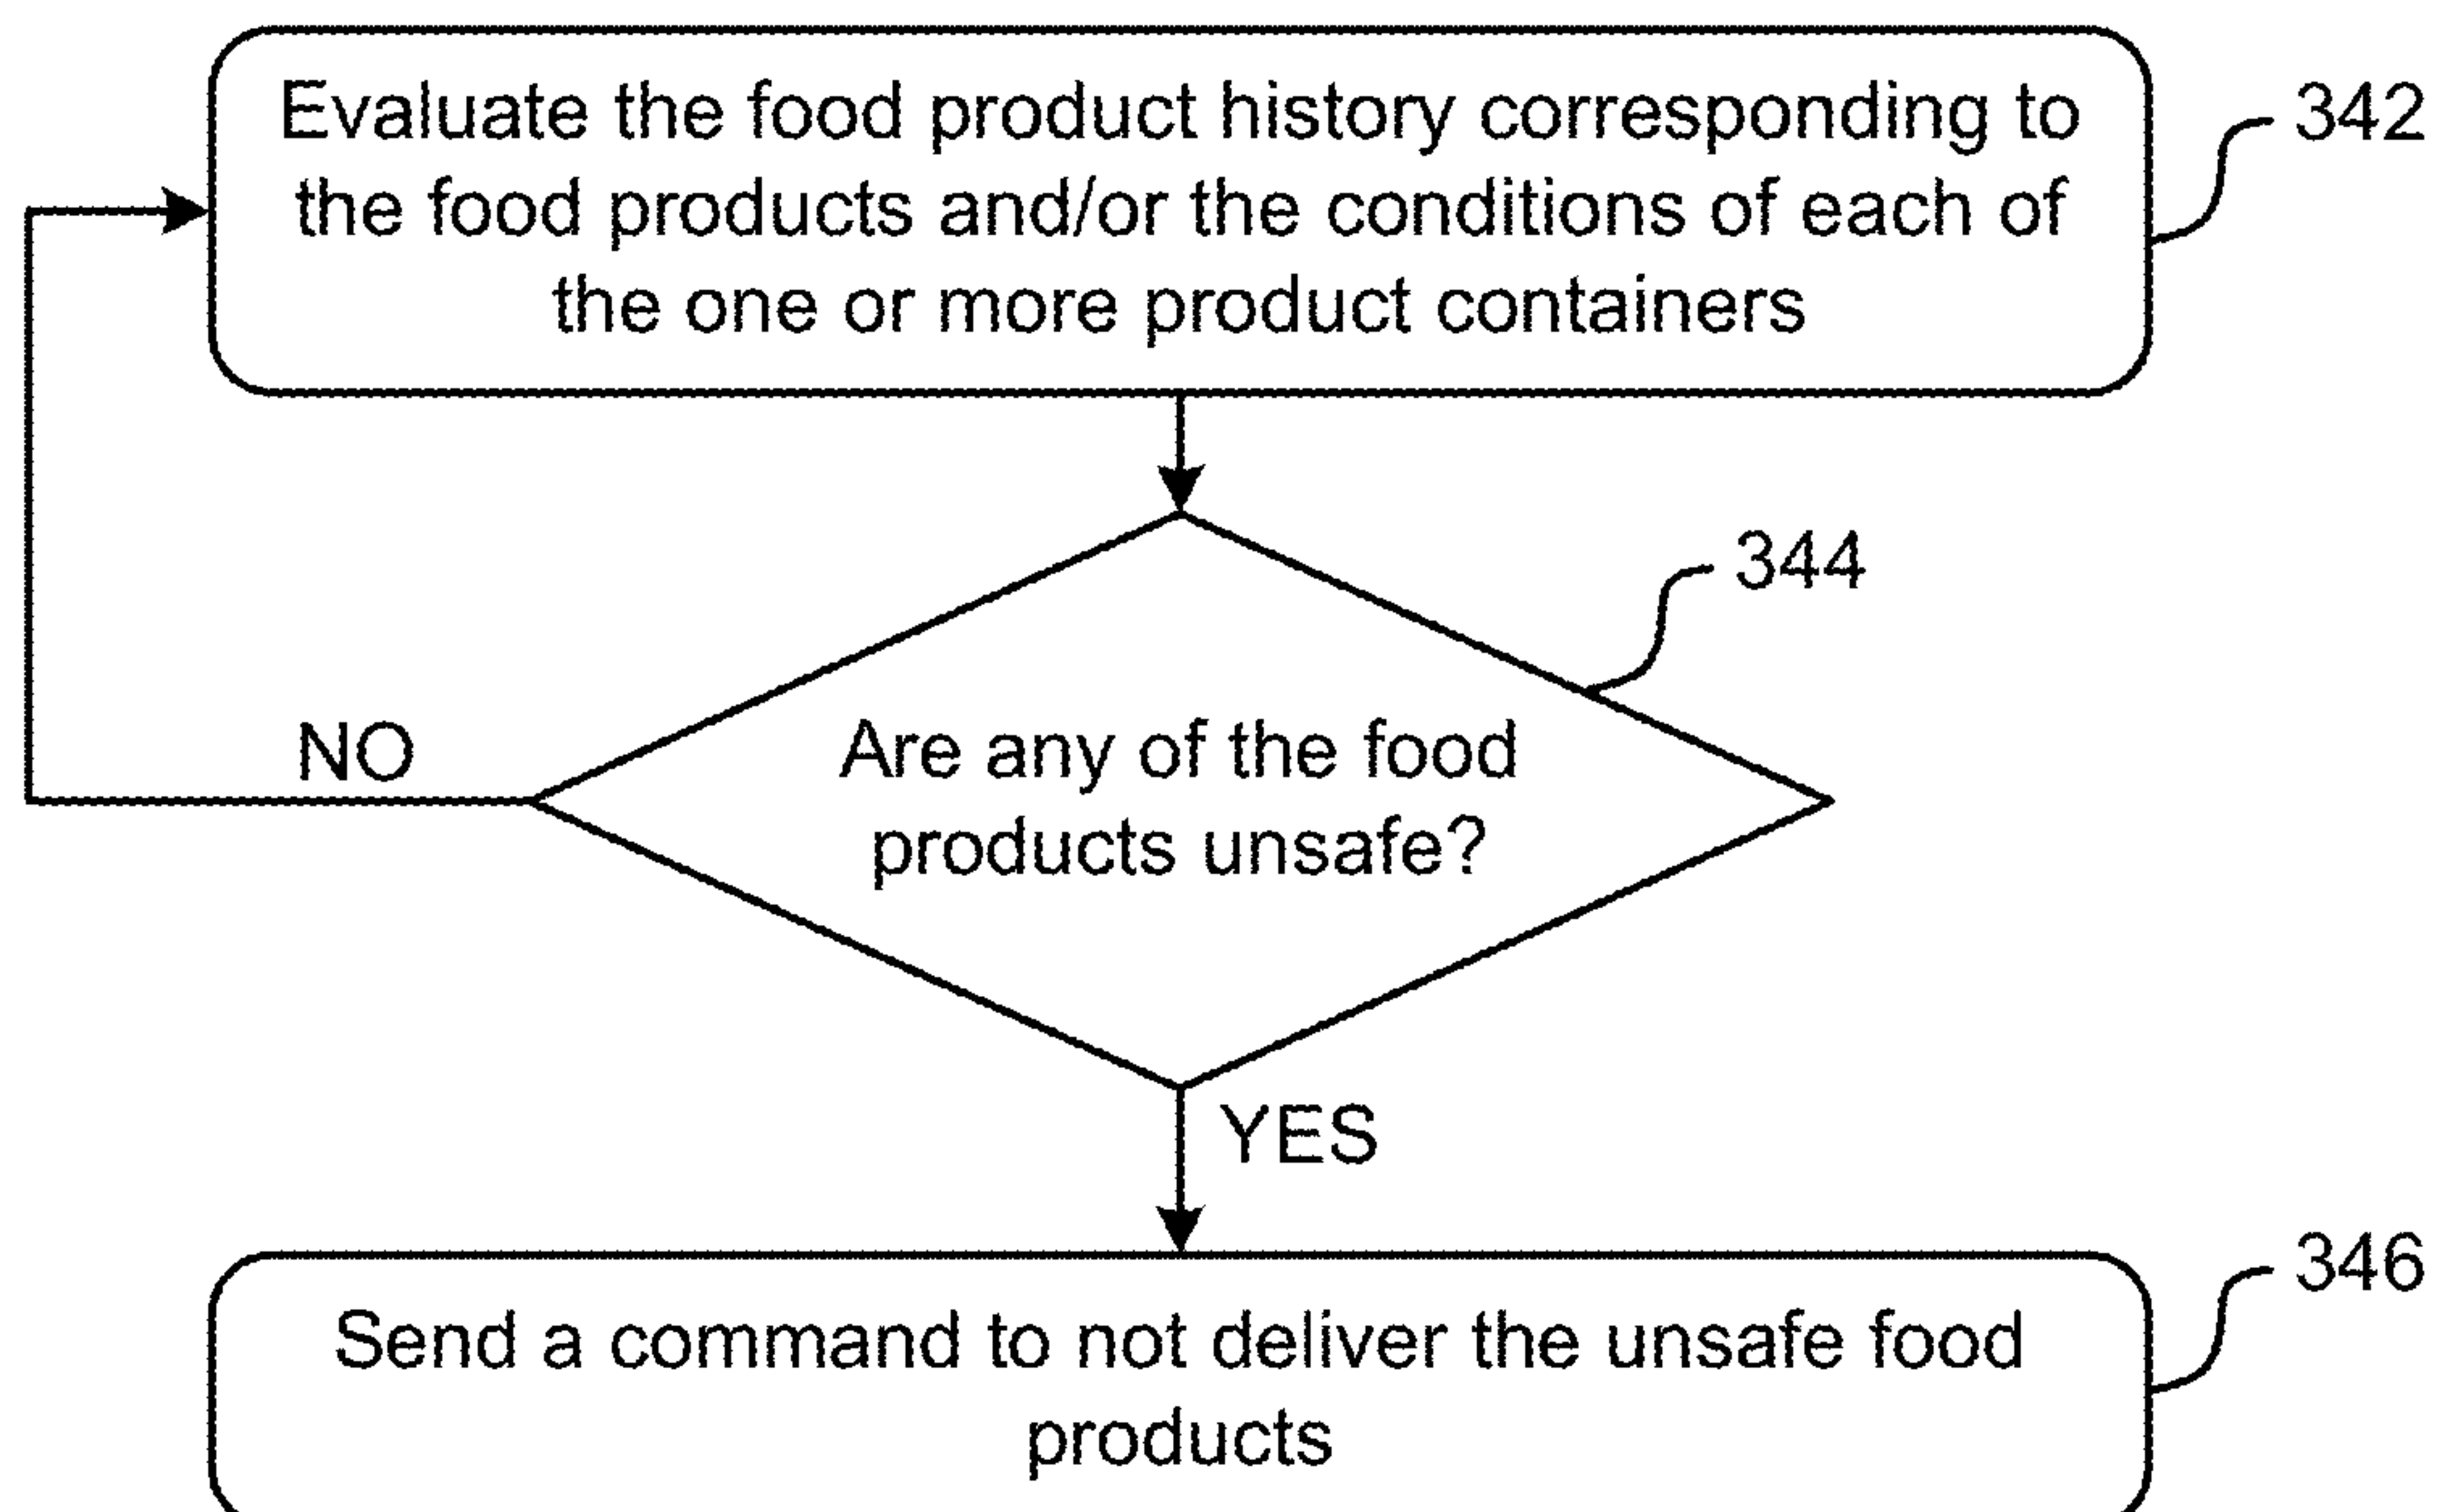 Evaluate the food product history corresponding to
the food products and/or the conditions of each of
the one or more product containers
342
344
Are any of the food
products unsafe?
NO
YES
346
Send a command to not deliver the unsafe food
products